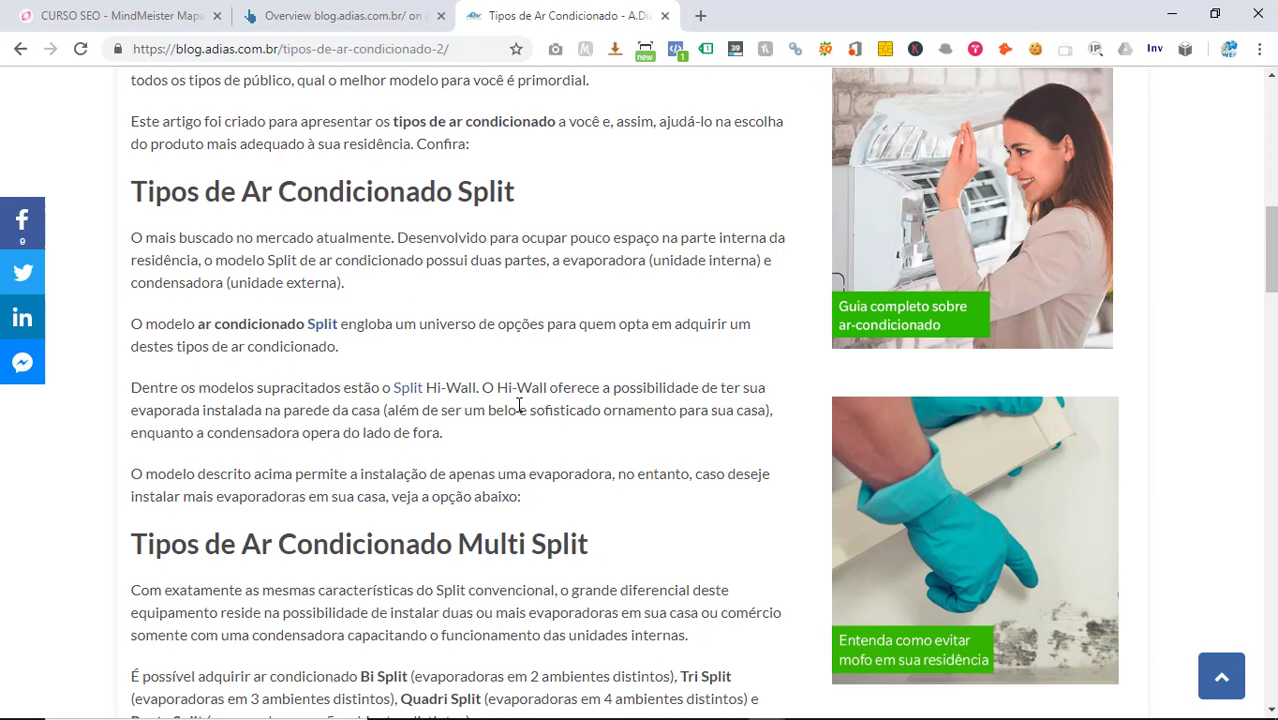 CURSO SEO - MindMeister Mapa
Overview blog.adias.com.br/ on
Tipos de Ar Condicionado - A.Dia
https://blog.adias.com.br/tipos-de-ar-condicionado-2/
new
1
39
IP
Inv
todos os tipos de público, qual o melhor modelo para você é primordial.
Este artigo foi criado para apresentar os tipos de ar condicionado a você e, assim, ajudá-lo na escolha
do produto mais adequado à sua residência. Confira:
Tipos de Ar Condicionado Split
O mais buscado no mercado atualmente. Desenvolvido para ocupar pouco espaço na parte interna da
residência, o modelo Split de ar condicionado possui duas partes, a evaporadora (unidade interna) e
condensadora (unidade externa).
O modelo ar condicionado Split engloba um universo de opções para quem opta em adquirir um
destes tipos de ar condicionado.
Dentre os modelos supracitados estão o Split Hi-Wall. O Hi-Wall oferece a possibilidade de ter sua
evaporada instalada na parede da casa (além de ser um belo e sofisticado ornamento para sua casa),
enquanto a condensadora opera do lado de fora.
O modelo descrito acima permite a instalação de apenas uma evaporadora, no entanto, caso deseje
instalar mais evaporadoras em sua casa, veja a opção abaixo:
Tipos de Ar Condicionado Multi Split
Com exatamente as mesmas características do Split convencional, o grande diferencial deste
equipamento reside na possibilidade de instalar duas ou mais evaporadoras em sua casa ou comércio
somente com uma condensadora capacitando o funcionamento das unidades internas.
É possível adquirir ar condicionado Bi Split (evaporadoras em 2 ambientes distintos), Tri Split
(evaporadoras em 3 ambientes distintos), Quadri Split (evaporadoras em 4 ambientes distintos) e
9
Guia completo sobre
ar-condicionado
Entenda como evitar
mofo em sua residência